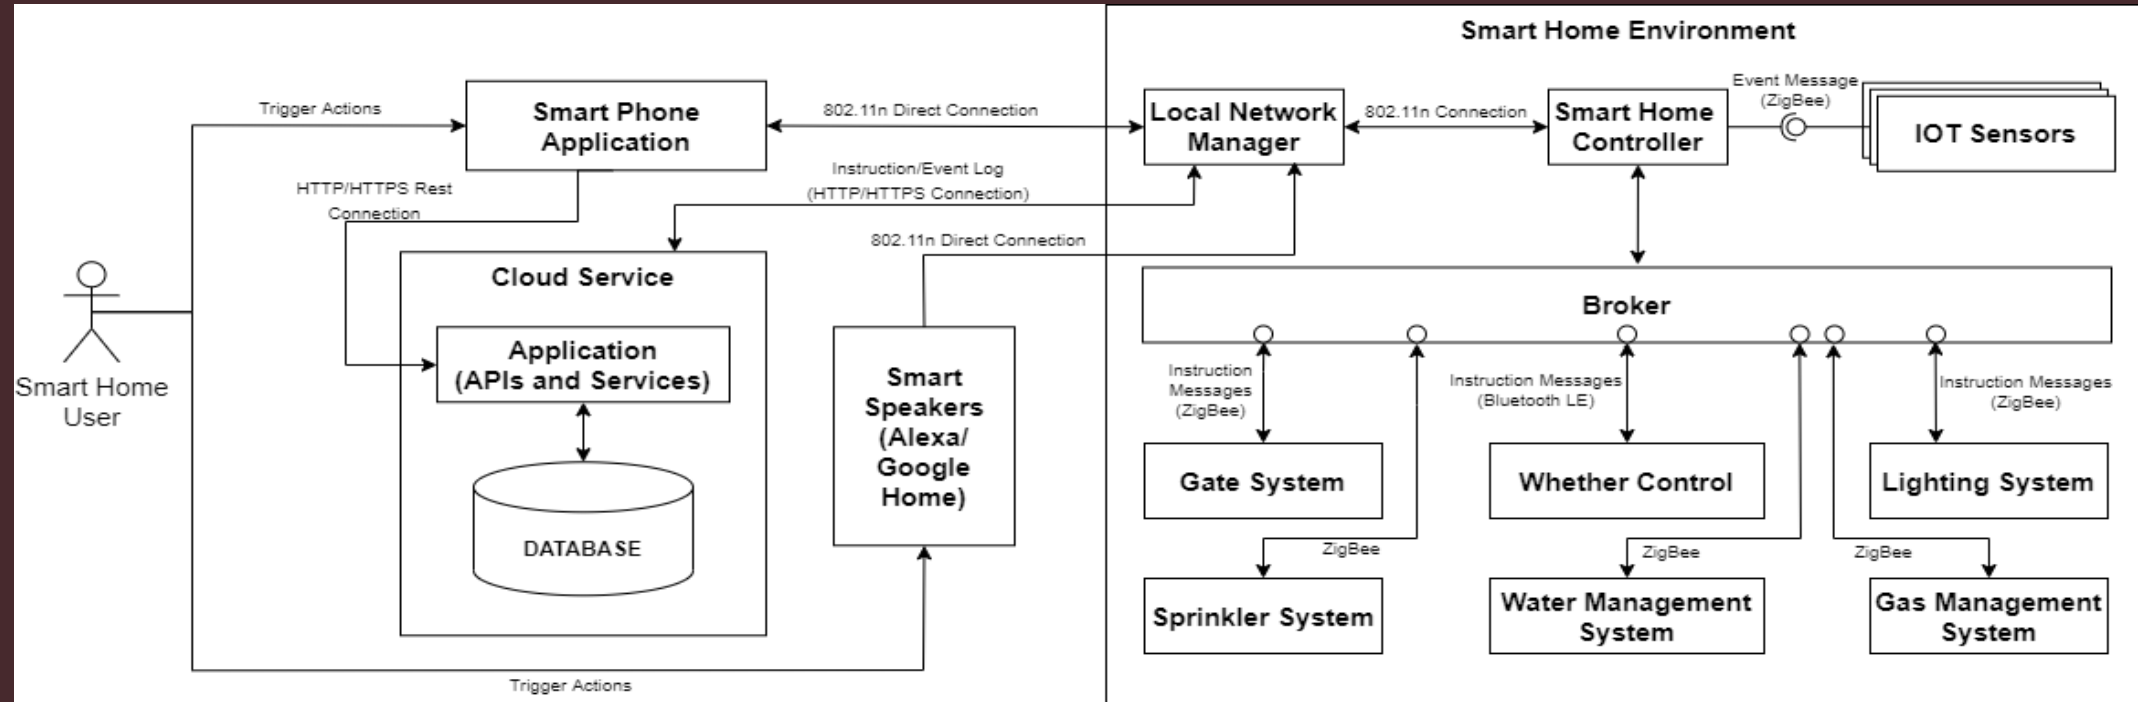 Smart Home Environment
Trigger Actions
Smart Phone
Application
802.11n Direct Connection
Local Network
Manager
802.11n Connection
Smart Home
Controller
Event Message
(ZigBee)
IOT Sensors
HTTP/HTTPS Rest
Connection
Instruction/Event Log
(HTTP/HTTPS Connection)
802.11n Direct Connection
Cloud Service
Application
(APIs and Services)
DATABASE
Smart Home
User
Smart
Speakers
(Alexa/
Google
Home)
Trigger Actions
Broker
Instruction
Messages
(ZigBee)
Instruction Messages
(Bluetooth LE)
Instruction Messages
(ZigBee)
Gate System
Whether Control
Lighting System
ZigBee
ZigBee
ZigBee
Sprinkler System
Water Management
System
Gas Management
System